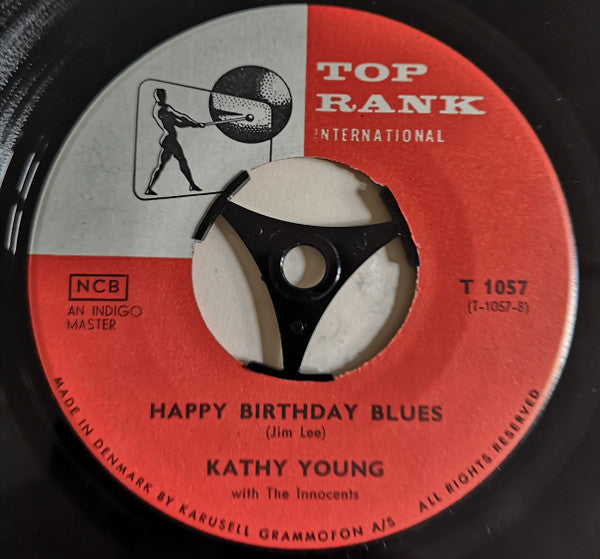 TOP
RANK
INTERNATIONAL
NCB
AN INDIGO
MASTER
T 1057
(T-1057-B)
HAPPY BIRTHDAY BLUES
(Jim Lee)
KATHY YOUNG
with The Innocents
MADE IN DENMARK BY KARUSELL GRAMMOFON A/S
ALL RIGHTS RESERVED